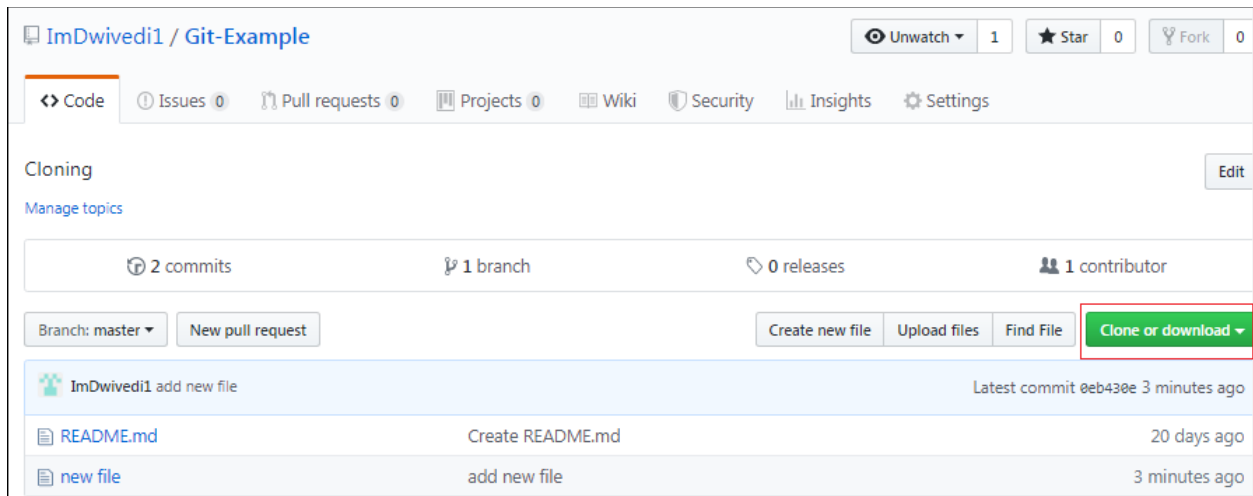 ImDwivedi1 / Git-Example Unwatch 1 Star 0 Fork 0
Code Issues 0 Pull requests 0 Projects 0 Wiki Security Insights Settings
Cloning Edit
Manage topics
2 commits 1 branch 0 releases 1 contributor
Branch: master New pull request Create new file Upload files Find File Clone or download
ImDwivedi1 add new file Latest commit 0eb430e 3 minutes ago
README.md Create README.md 20 days ago
new file add new file 3 minutes ago